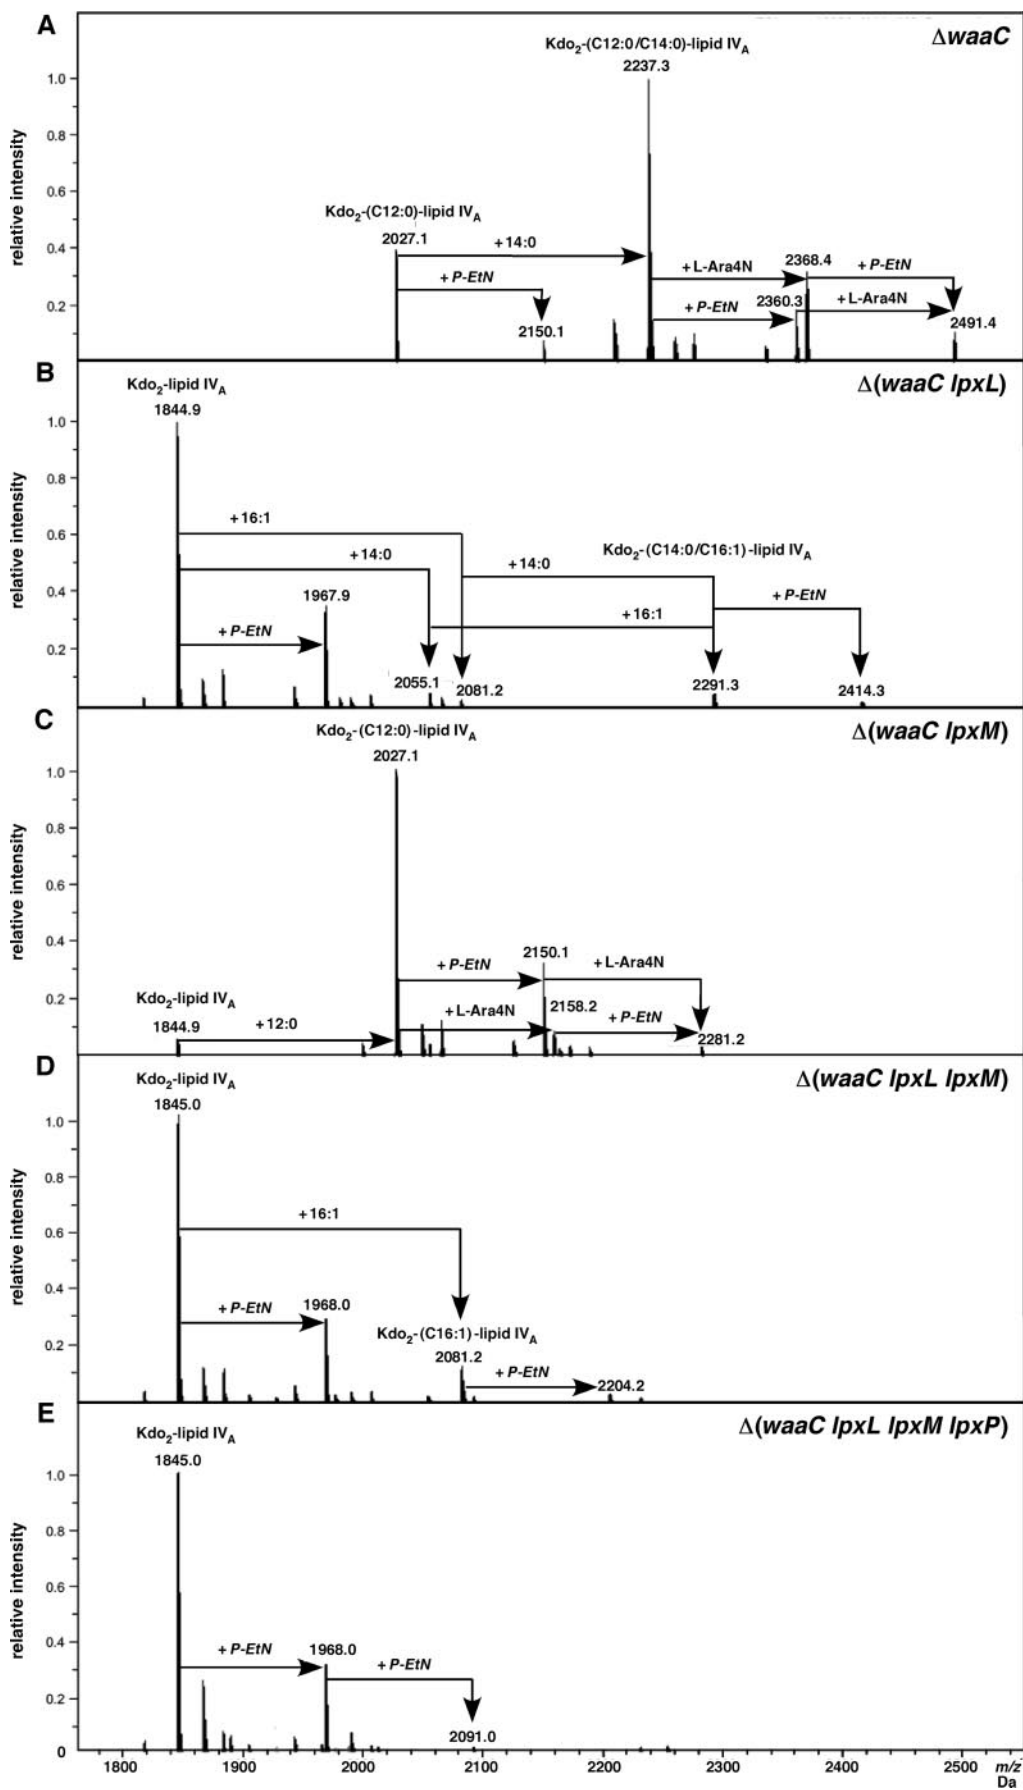 A
ΔwaaC
Kdo2-(C12:0/C14:0)-lipid IVA
2237.3
1.0
0.8
relative intensity
0.6
Kdo2-(C12:0)-lipid IVA
2027.1
+14:0
0.4
+L-Ara4N
2368.4
+P-EtN
+P-EtN
2360.3
+L-Ara4N
+P-EtN
0.2
2150.1
2491.4
B
Δ(waaC lpxL)
Kdo2-lipid IVA
1844.9
1.0
0.8
relative intensity
+16:1
0.6
Kdo2-(C14:0/C16:1)-lipid IVA
+14:0
+14:0
0.4
1967.9
+P-EtN
+16:1
+P-EtN
0.2
2055.1
2081.2
2291.3
2414.3
C
Δ(waaC lpxM)
Kdo2-(C12:0)-lipid IVA
2027.1
1.0
0.8
relative intensity
0.6
0.4
2150.1
+P-EtN
+L-Ara4N
0.2
Kdo2-lipid IVA
+L-Ara4N
2158.2
+P-EtN
1844.9
+12:0
2281.2
D
Δ(waaC lpxL lpxM)
Kdo2-lipid IVA
1845.0
1.0
0.8
relative intensity
+16:1
0.6
0.4
+P-EtN
1968.0
Kdo2-(C16:1)-lipid IVA
0.2
2081.2
+P-EtN
2204.2
E
Δ(waaC lpxL lpxM lpxP)
Kdo2-lipid IVA
1845.0
1.0
0.8
relative intensity
0.6
0.4
+P-EtN
1968.0
+P-EtN
0.2
2091.0
0
1800
1900
2000
2100
2200
2300
2400
2500
m/z
Da